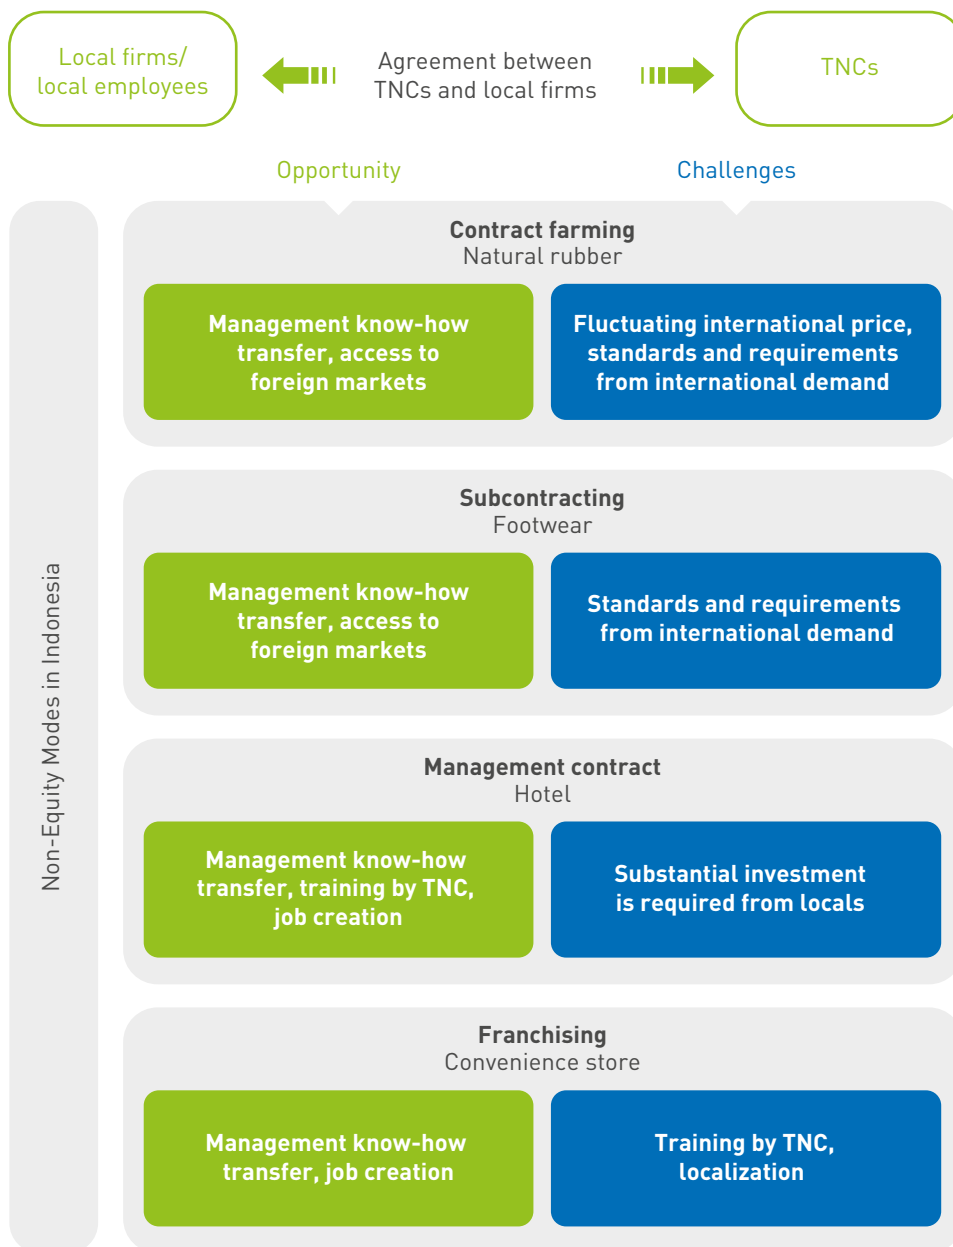 Local firms/
local employees
Agreement between
TNCs and local firms
TNCs
Opportunity
Challenges
Non-Equity Modes in Indonesia
Contract farming
Natural rubber
Management know-how
transfer, access to
foreign markets
Fluctuating international price,
standards and requirements
from international demand
Subcontracting
Footwear
Management know-how
transfer, access to
foreign markets
Standards and requirements
from international demand
Management contract
Hotel
Management know-how
transfer, training by TNC,
job creation
Substantial investment
is required from locals
Franchising
Convenience store
Management know-how
transfer, job creation
Training by TNC,
localization